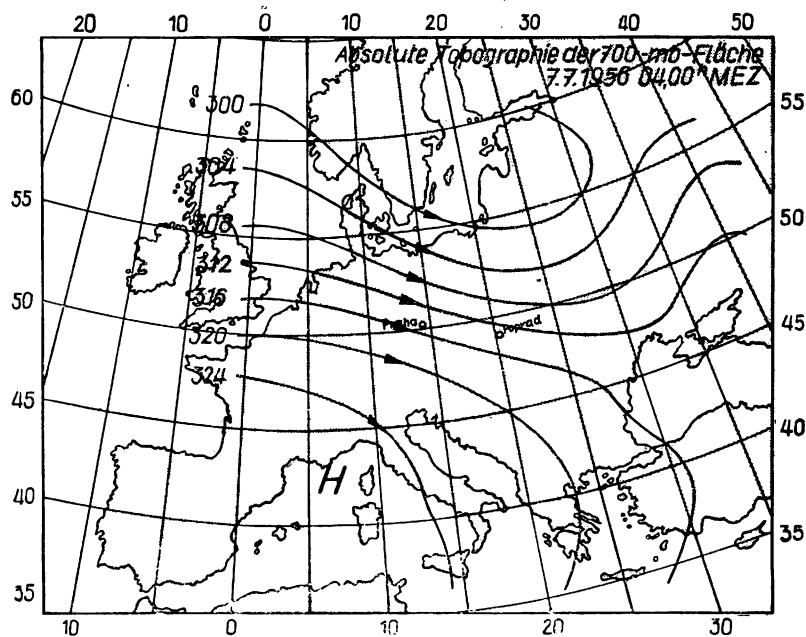 20 10 0 10 20 30 40 50
Absolute Topographie der 700-mb-Fläche
7.7.1956 04,00ʰ MEZ
60
300
55
304
55
308
50
312
50
316
Praha
Poprad
45
320
324
45
40
H
40
35
35
10 0 10 20 30